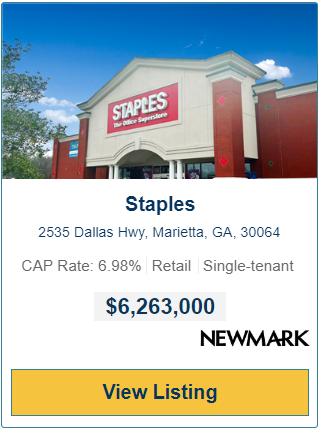 STAPLES
The Office Superstore
Staples
2535 Dallas Hwy, Marietta, GA, 30064
CAP Rate: 6.98% Retail Single-tenant
$6,263,000
NEWMARK
View Listing